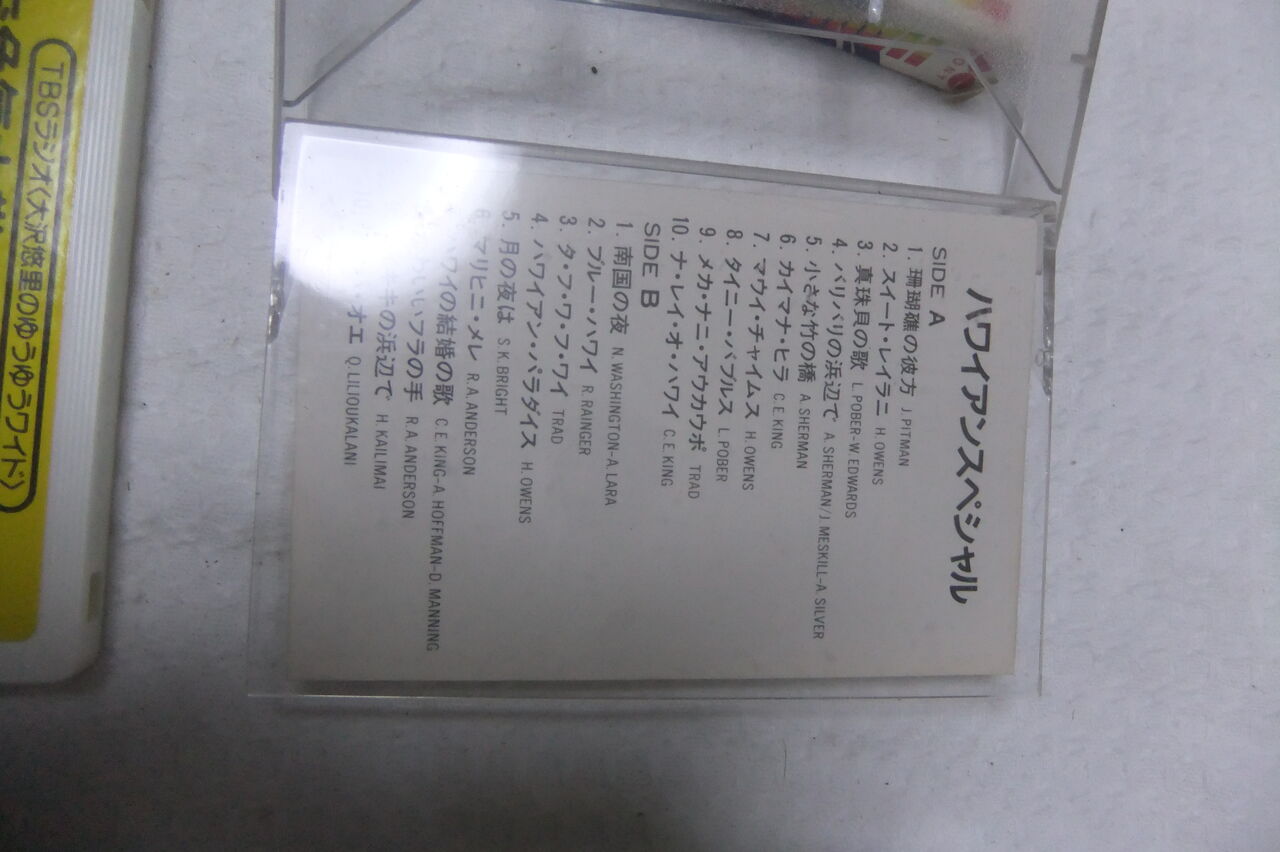 ハワイアンスペシャル
SIDE A
1. 珊瑚礁の彼方 J.PITMAN
2. スイート・レイラニ H.OWENS
3. 真珠貝の歌 L.POBER-W.EDWARDS
4. バリ・バリの浜辺で A.SHERMAN/J.MESKILL-A.SILVER
5. 小さな竹の橋 A.SHERMAN
6. カイマナ・ヒラ C.E.KING
7. マウイ・チャイムス H.OWENS
8. タイニー・バブルス L.POBER
9. メカ・ナニ・アウカウポ TRAD
10. ナ・レイ・オ・ハワイ C.E.KING
SIDE B
1. 南国の夜 N.WASHINGTON-A.LARA
2. ブルー・ハワイ R.RAINGER
3. タ・フ・ワ・フ・ワイ TRAD
4. ハワイアン・パラダイス H.OWENS
5. 月の夜は S.K.BRIGHT
6. マリヒニ・メレ R.A.ANDERSON
ハワイの結婚の歌 C.E.KING-A.HOFFMAN-D.MANNING
フラの手 R.A.ANDERSON
キの浜辺で H.KAILIMAI
オエ Q.LILIOUKALANI
TBSラジオ〈大沢悠里のゆうゆうワイド〉